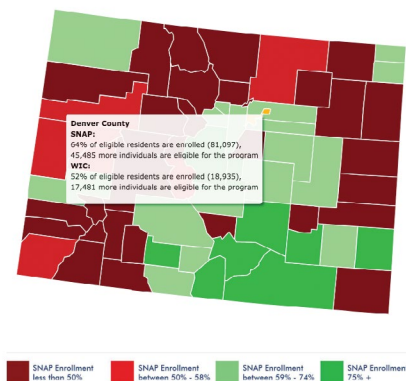 Denver County
SNAP:
64% of eligible residents are enrolled (81,097),
45,485 more individuals are eligible for the program
WIC:
52% of eligible residents are enrolled (18,935),
17,481 more individuals are eligible for the program
SNAP Enrollment less than 50%
SNAP Enrollment between 50% - 58%
SNAP Enrollment between 59% - 74%
SNAP Enrollment 75% +